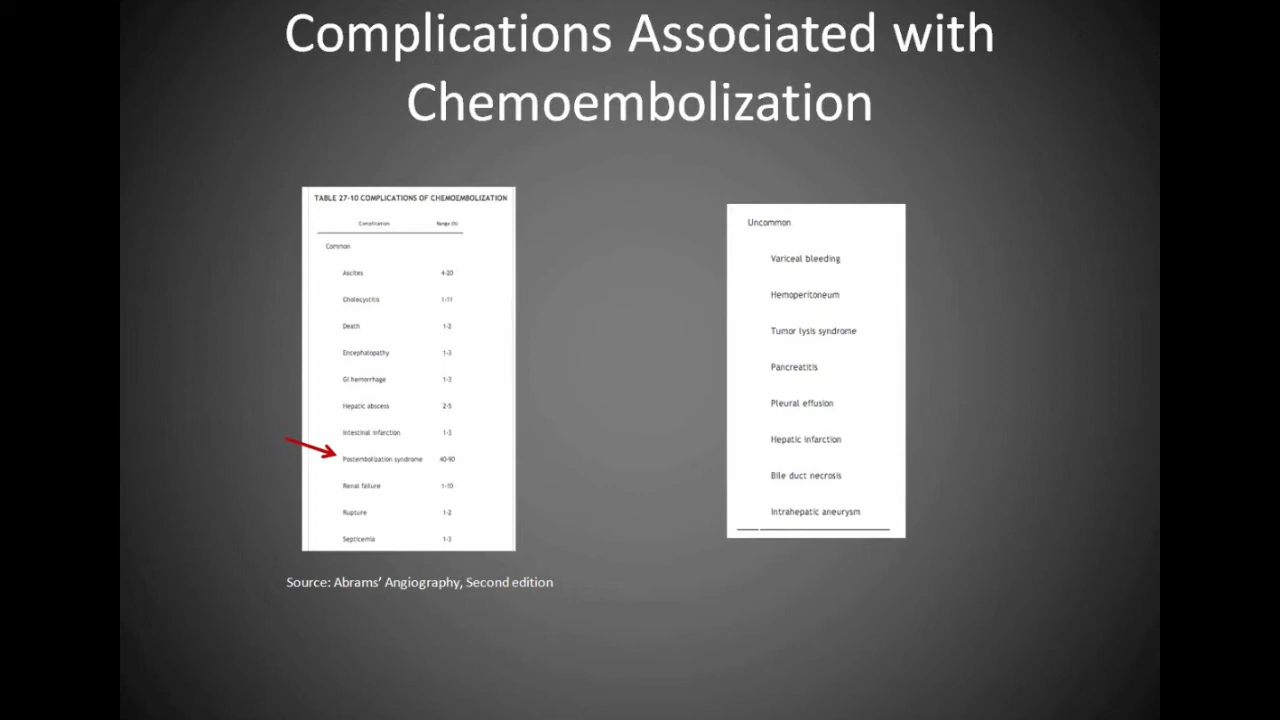 Complications Associated with
Chemoembolization
TABLE 27-10 COMPLICATIONS OF CHEMOEMBOLIZATION
Complication Range (%)
Common
Ascites 4-20
Cholecystitis 1-11
Death 1-2
Encephalopathy 1-3
GI hemorrhage 1-3
Hepatic abscess 2-5
Intestinal infarction 1-3
Postembolization syndrome 40-90
Renal failure 1-10
Rupture 1-2
Septicemia 1-3
Source: Abrams' Angiography, Second edition
Uncommon
Variceal bleeding
Hemoperitoneum
Tumor lysis syndrome
Pancreatitis
Pleural effusion
Hepatic infarction
Bile duct necrosis
Intrahepatic aneurysm